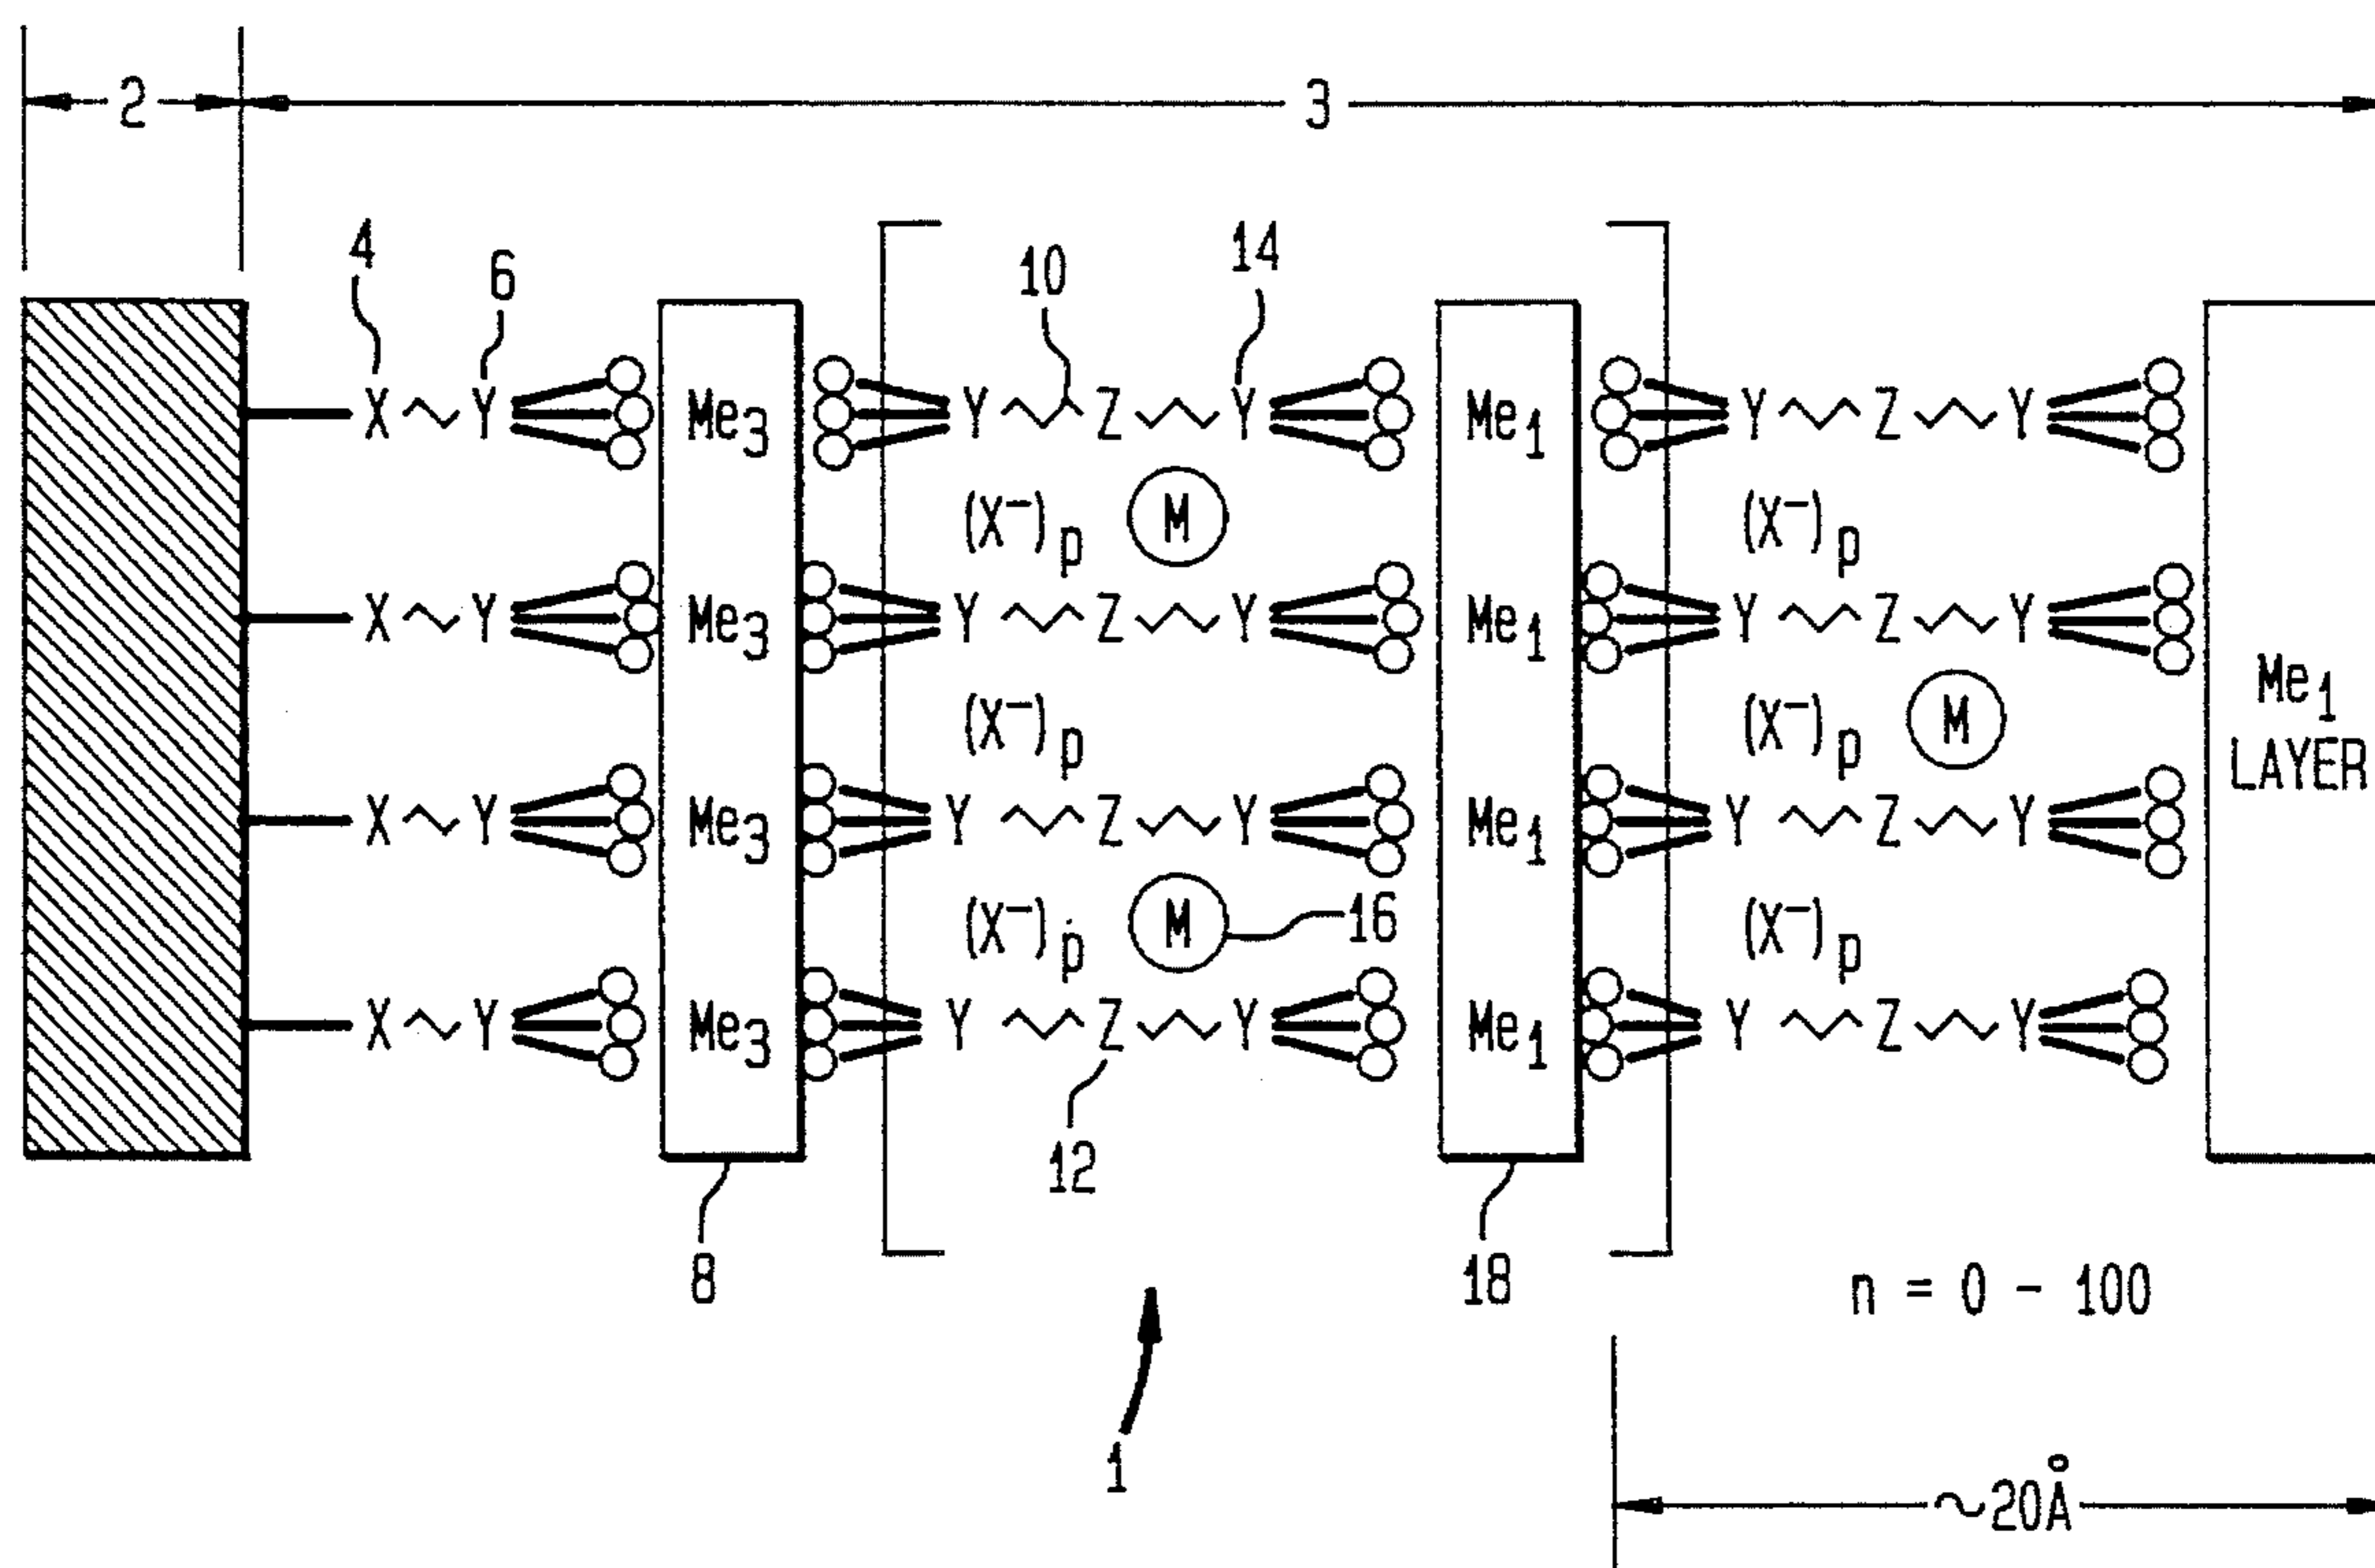 2 3
4 6 10 14
X Y Me3 Y Z Y Me1 Y Z Y
(X−)p M (X−)p
X Y Me3 Y Z Y Me1 Y Z Y
Me1
(X−)p (X−)p M
LAYER
X Y Me3 Y Z Y Me1 Y Z Y
(X−)p M 16 (X−)p
X Y Me3 Y Z Y Me1 Y Z Y
12
8 18 n = 0 - 100
1
~20Å